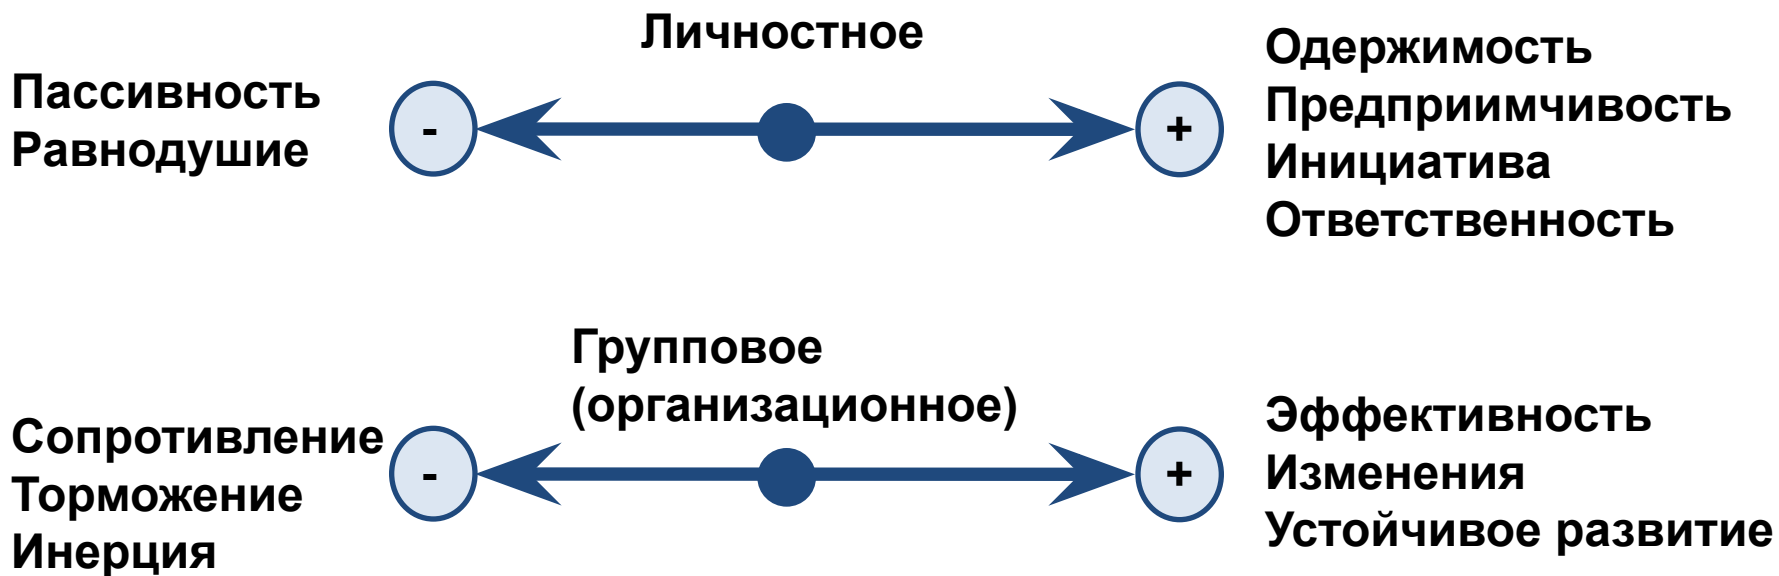 Личностное
Пассивность
Равнодушие
-
+
Одержимость
Предприимчивость
Инициатива
Ответственность
Групповое
(организационное)
Сопротивление
Торможение
Инерция
-
+
Эффективность
Изменения
Устойчивое развитие